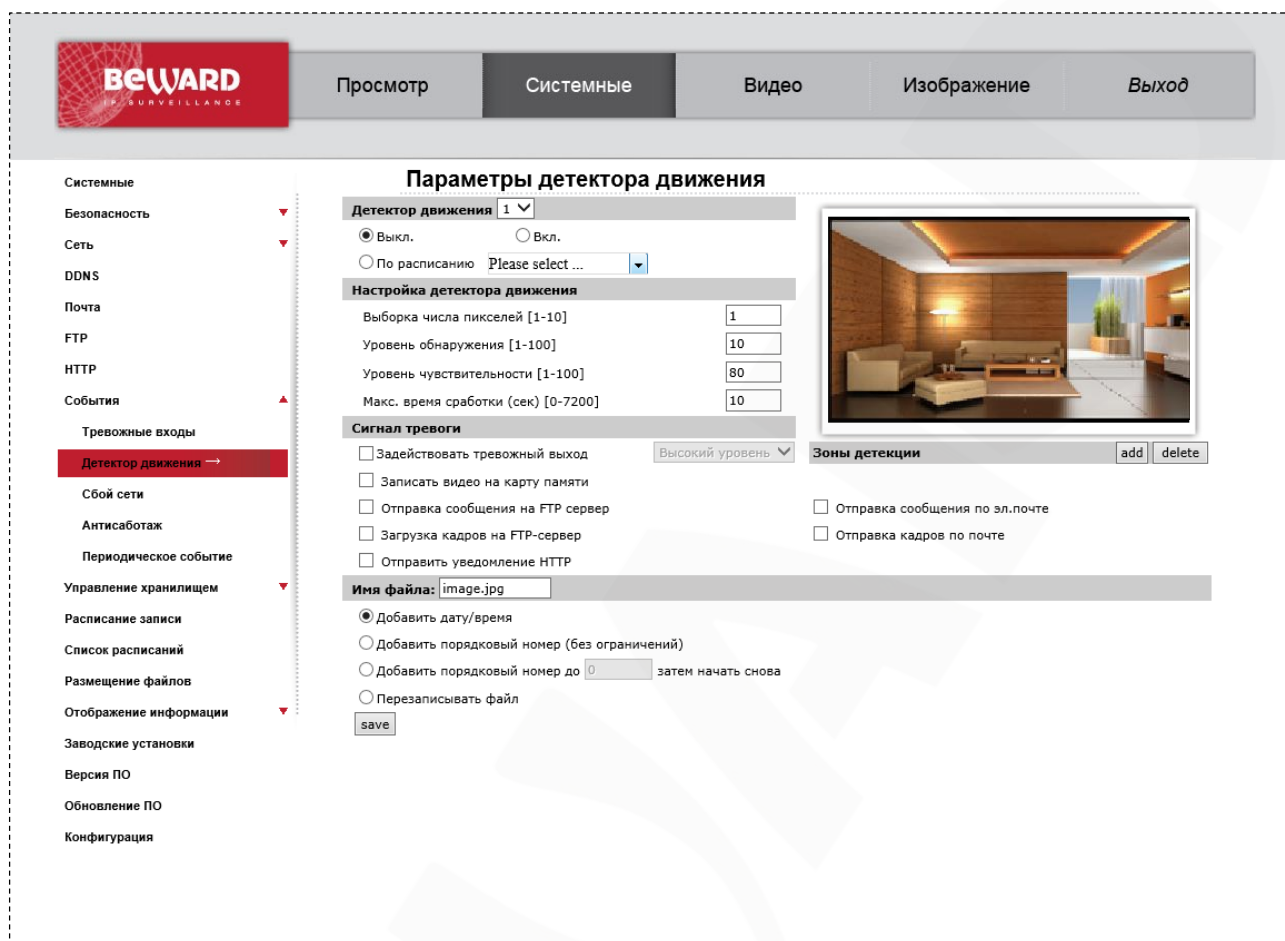 BEWARD
IP SURVEILLANCE
Просмотр
Системные
Видео
Изображение
Выход
Системные
Безопасность
Сеть
DDNS
Почта
FTP
HTTP
События
Тревожные входы
Детектор движения →
Сбой сети
Антисаботаж
Периодическое событие
Управление хранилищем
Расписание записи
Список расписаний
Размещение файлов
Отображение информации
Заводские установки
Версия ПО
Обновление ПО
Конфигурация
Параметры детектора движения
Детектор движения 1
Выкл. Вкл.
По расписанию Please select ...
Настройка детектора движения
Выборка числа пикселей [1-10] 1
Уровень обнаружения [1-100] 10
Уровень чувствительности [1-100] 80
Макс. время сработки (сек) [0-7200] 10
Сигнал тревоги
Задействовать тревожный выход Высокий уровень
Зоны детекции add delete
Записать видео на карту памяти
Отправка сообщения на FTP сервер Отправка сообщения по эл.почте
Загрузка кадров на FTP-сервер Отправка кадров по почте
Отправить уведомление HTTP
Имя файла: image.jpg
Добавить дату/время
Добавить порядковый номер (без ограничений)
Добавить порядковый номер до 0 затем начать снова
Перезаписывать файл
save